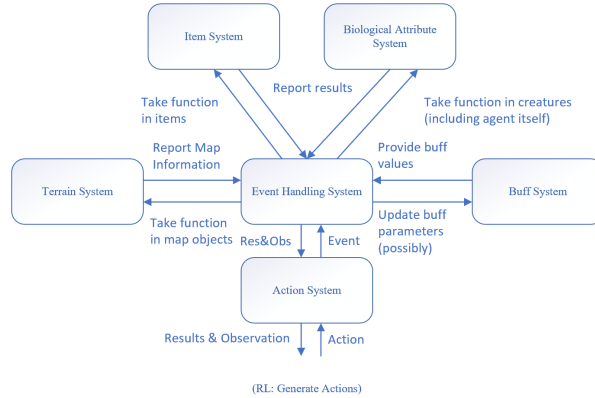 Item System
Biological Attribute
System
Report results
Take function
in items
Take function in creatures
(including agent itself)
Report Map
Information
Provide buff
values
Terrain System
Event Handling System
Buff System
Take function
in map objects
Res&Obs
Event
Update buff
parameters
(possibly)
Action System
Results & Observation
Action
(RL: Generate Actions)